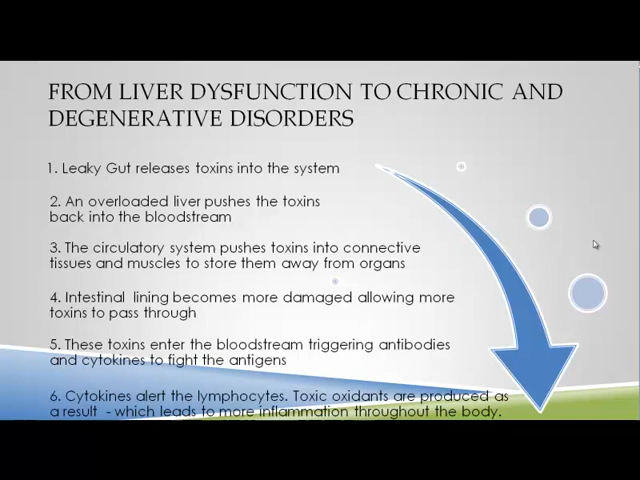 FROM LIVER DYSFUNCTION TO CHRONIC AND
DEGENERATIVE DISORDERS
1. Leaky Gut releases toxins into the system
2. An overloaded liver pushes the toxins
back into the bloodstream
3. The circulatory system pushes toxins into connective
tissues and muscles to store them away from organs
4. Intestinal lining becomes more damaged allowing more
toxins to pass through
5. These toxins enter the bloodstream triggering antibodies
and cytokines to fight the antigens
6. Cytokines alert the lymphocytes. Toxic oxidants are produced as
a result - which leads to more inflammation throughout the body.